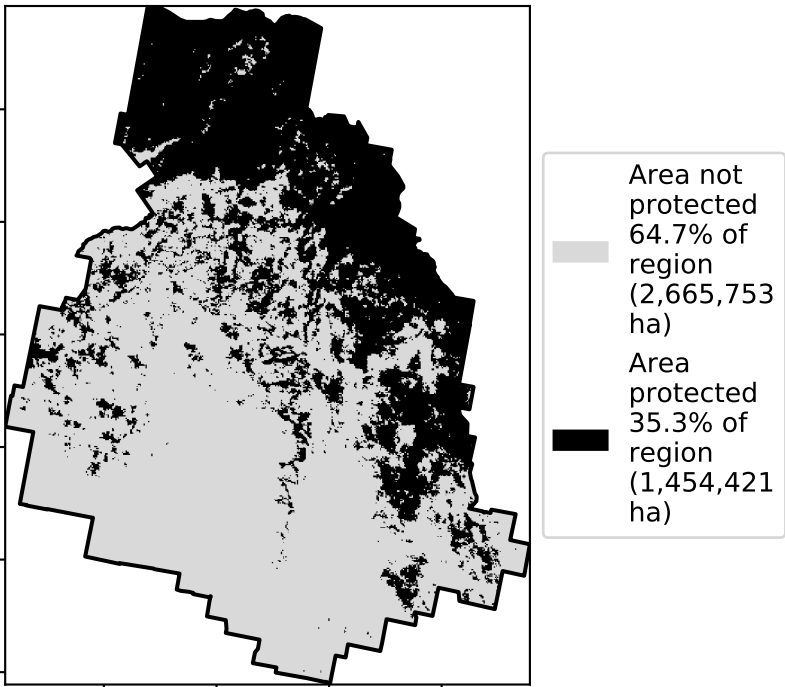 Area not
protected
64.7% of
region
(2,665,753
ha)
Area
protected
35.3% of
region
(1,454,421
ha)